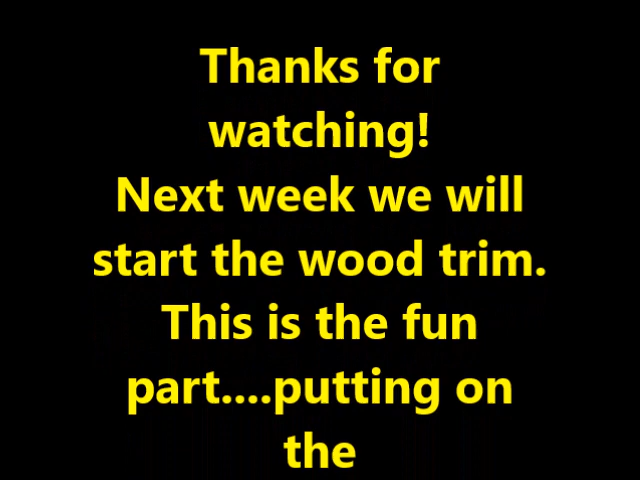 Thanks for
watching!
Next week we will
start the wood trim.
This is the fun
part....putting on
the